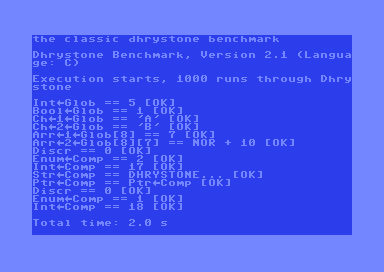 the classic dhrystone benchmark
Dhrystone Benchmark, Version 2.1 (Langua
ge: C)
Execution starts, 1000 runs through Dhry
stone
Int←Glob == 5 [OK]
Bool←Glob == 1 [OK]
Ch←1←Glob == 'A' [OK]
Ch←2←Glob == 'B' [OK]
Arr←1←Glob[8] == 7 [OK]
Arr←2←Glob[8][7] == NOR + 10 [OK]
Discr == 0 [OK]
Enum←Comp == 2 [OK]
Int←Comp == 17 [OK]
Str←Comp == DHRYSTONE... [OK]
Ptr←Comp == Ptr←Comp [OK]
Discr == 0 [OK]
Enum←Comp == 1 [OK]
Int←Comp == 18 [OK]
Total time: 2.0 s